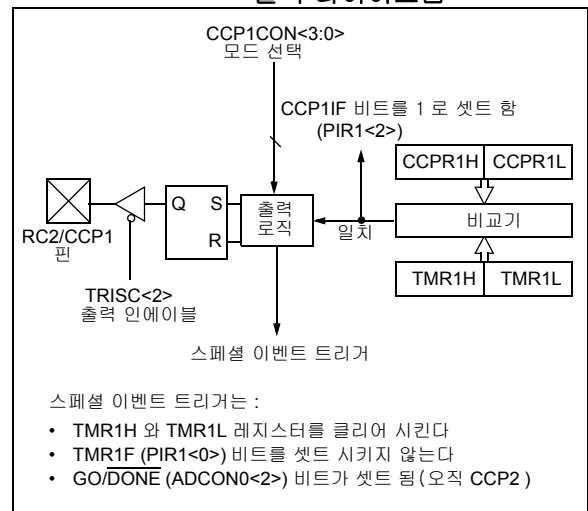 CCP1CON<3:0>
모드 선택
CCP1IF 비트를 1 로 셋트 함
(PIR1<2>)
CCPR1H CCPR1L
Q S
R
출력
로직
일치
비교기
RC2/CCP1
핀
TMR1H TMR1L
TRISC<2>
출력 인에이블
스페셜 이벤트 트리거
스페셜 이벤트 트리거는 :
• TMR1H 와 TMR1L 레지스터를 클리어 시킨다
• TMR1F (PIR1<0>) 비트를 셋트 시키지 않는다
• GO/DONE (ADCON0<2>) 비트가 셋트 됨(오직 CCP2 )